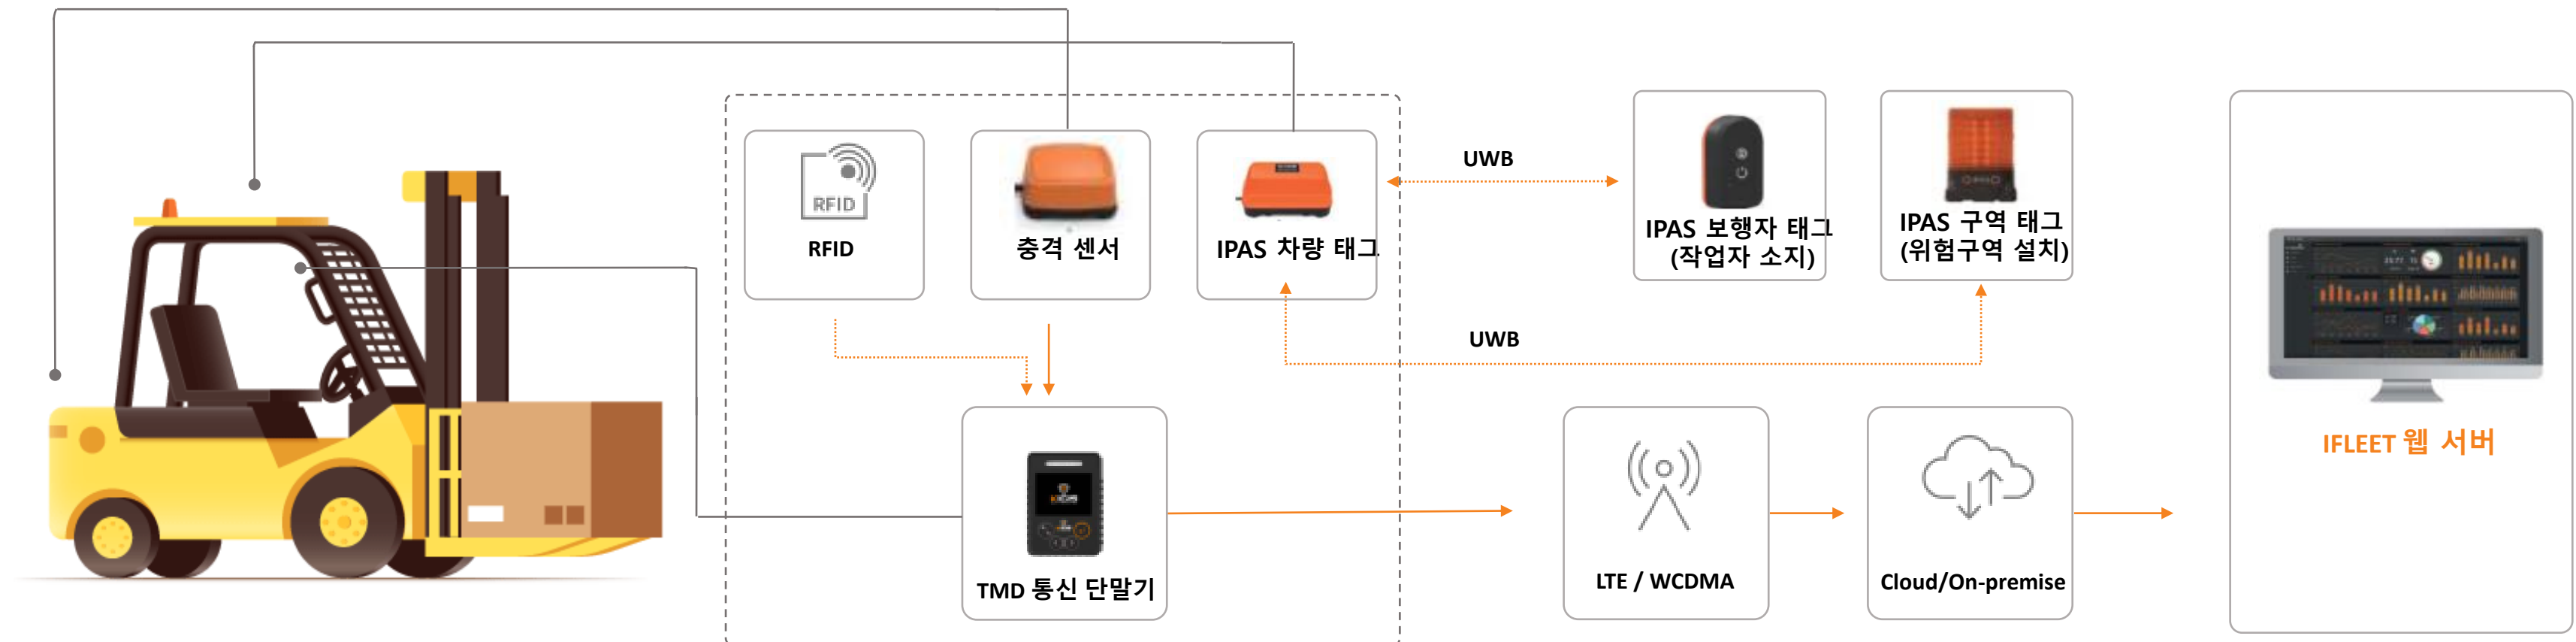 UWB
RFID
RFID
충격 센서
IPAS 차량 태그
IPAS 보행자 태그
(작업자 소지)
IPAS 구역 태그
(위험구역 설치)
UWB
IFLEET 웹 서버
TMD 통신 단말기
LTE / WCDMA
Cloud/On-premise